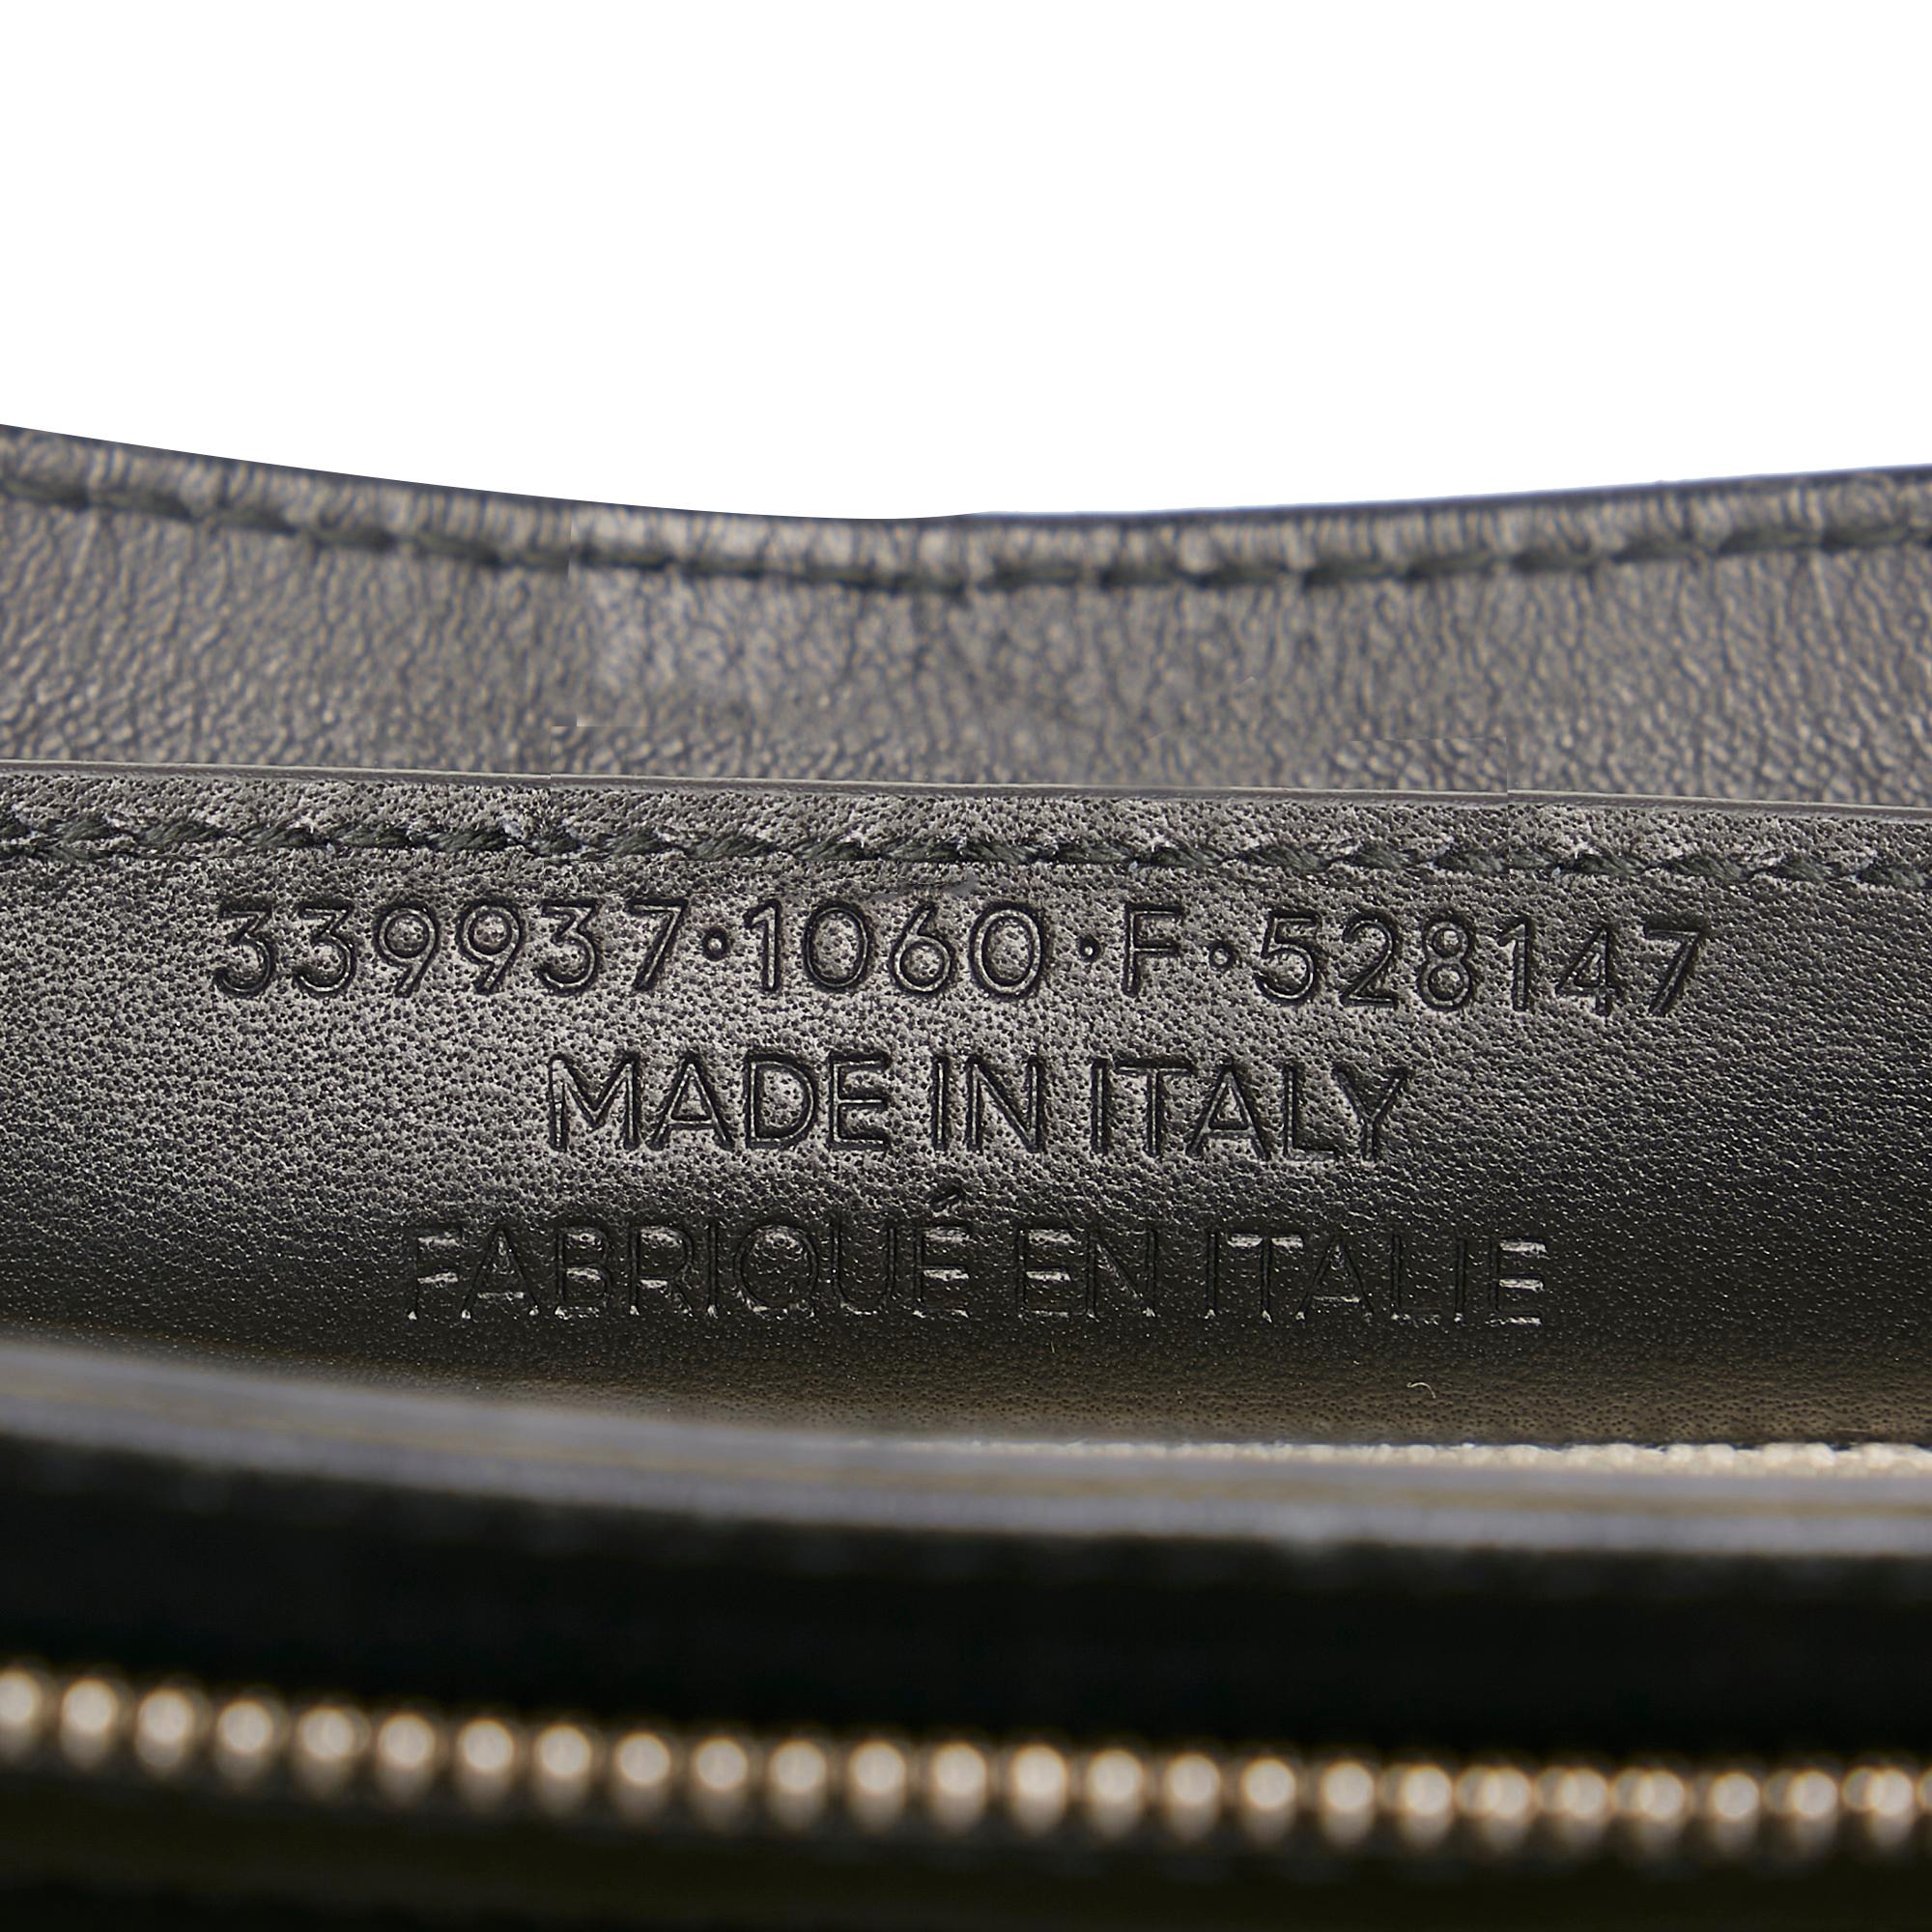 339937·1060·F·528147
MADE IN ITALY
FABRIQUÉ EN ITALIE